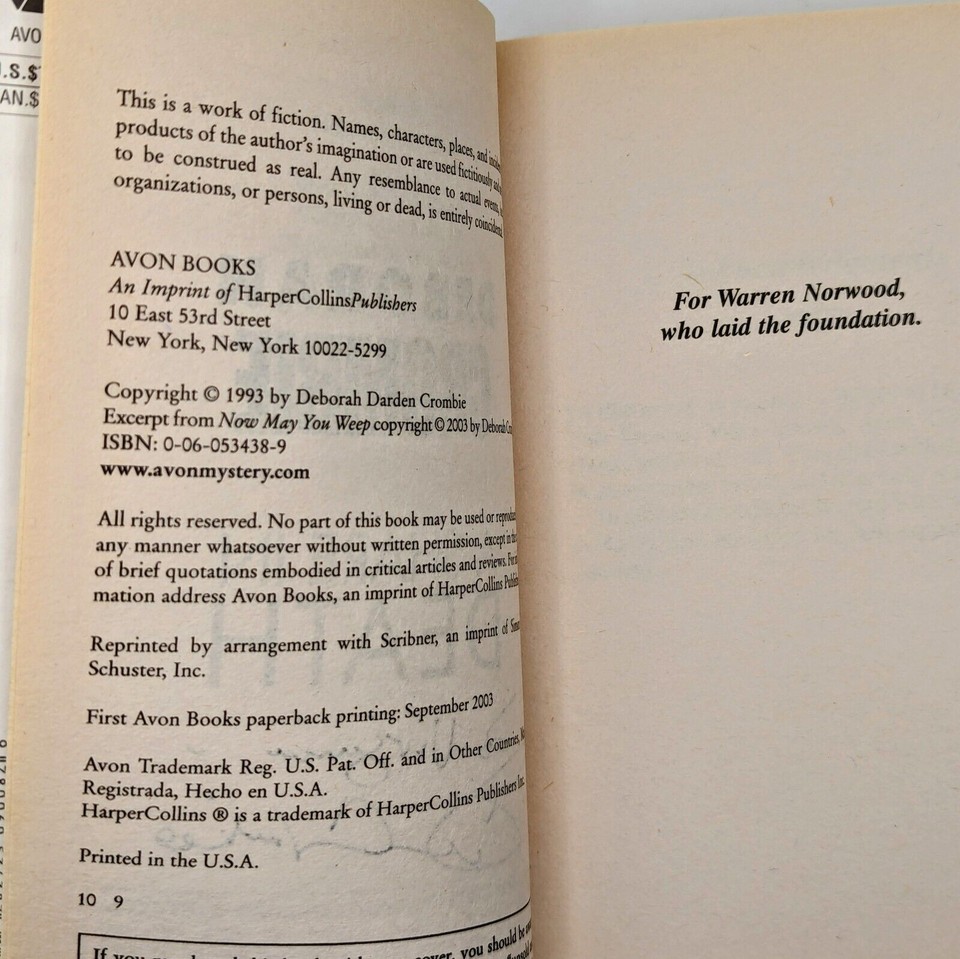 AVO
.S.$
AN.$
This is a work of fiction. Names, characters, places, and
products of the author's imagination or are used fictitiously
to be construed as real. Any resemblance to actual events,
organizations, or persons, living or dead, is entirely
AVON BOOKS
An Imprint of HarperCollinsPublishers
10 East 53rd Street
New York, New York 10022-5299
Copyright © 1993 by Deborah Darden Crombie
Excerpt from Now May You Weep copyright © 2003 by Deborah
ISBN: 0-06-053438-9
www.avonmystery.com
All rights reserved. No part of this book may be used or
any manner whatsoever without written permission, except in
of brief quotations embodied in critical articles and reviews.
mation address Avon Books, an imprint of HarperCollins
Reprinted by arrangement with Scribner, an imprint of
Schuster, Inc.
First Avon Books paperback printing: September 2003
Avon Trademark Reg. U.S. Pat. Off. and in Other Countries,
Registrada, Hecho en U.S.A.
HarperCollins ® is a trademark of HarperCollins Publishers Inc.
Printed in the U.S.A.
10 9
If you should be
For Warren Norwood,
who laid the foundation.